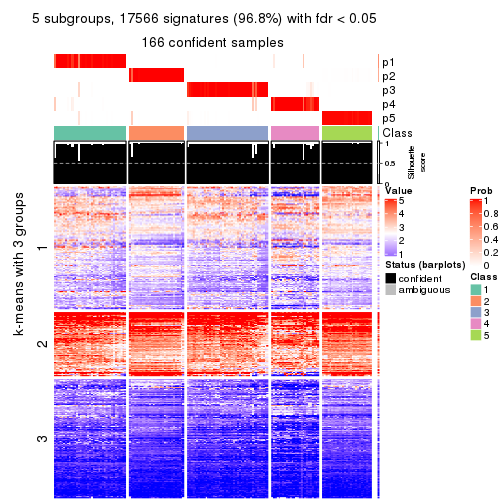 5 subgroups, 17566 signatures (96.8%) with fdr < 0.05
166 confident samples
p1
p2
p3
p4
p5
Class
1
0.5
0
Silhouette
score
k-means with 3 groups
1
2
3
Value
5
4
3
2
1
Status (barplots)
confident
ambiguous
Prob
1
0.8
0.6
0.4
0.2
0
Class
1
2
3
4
5